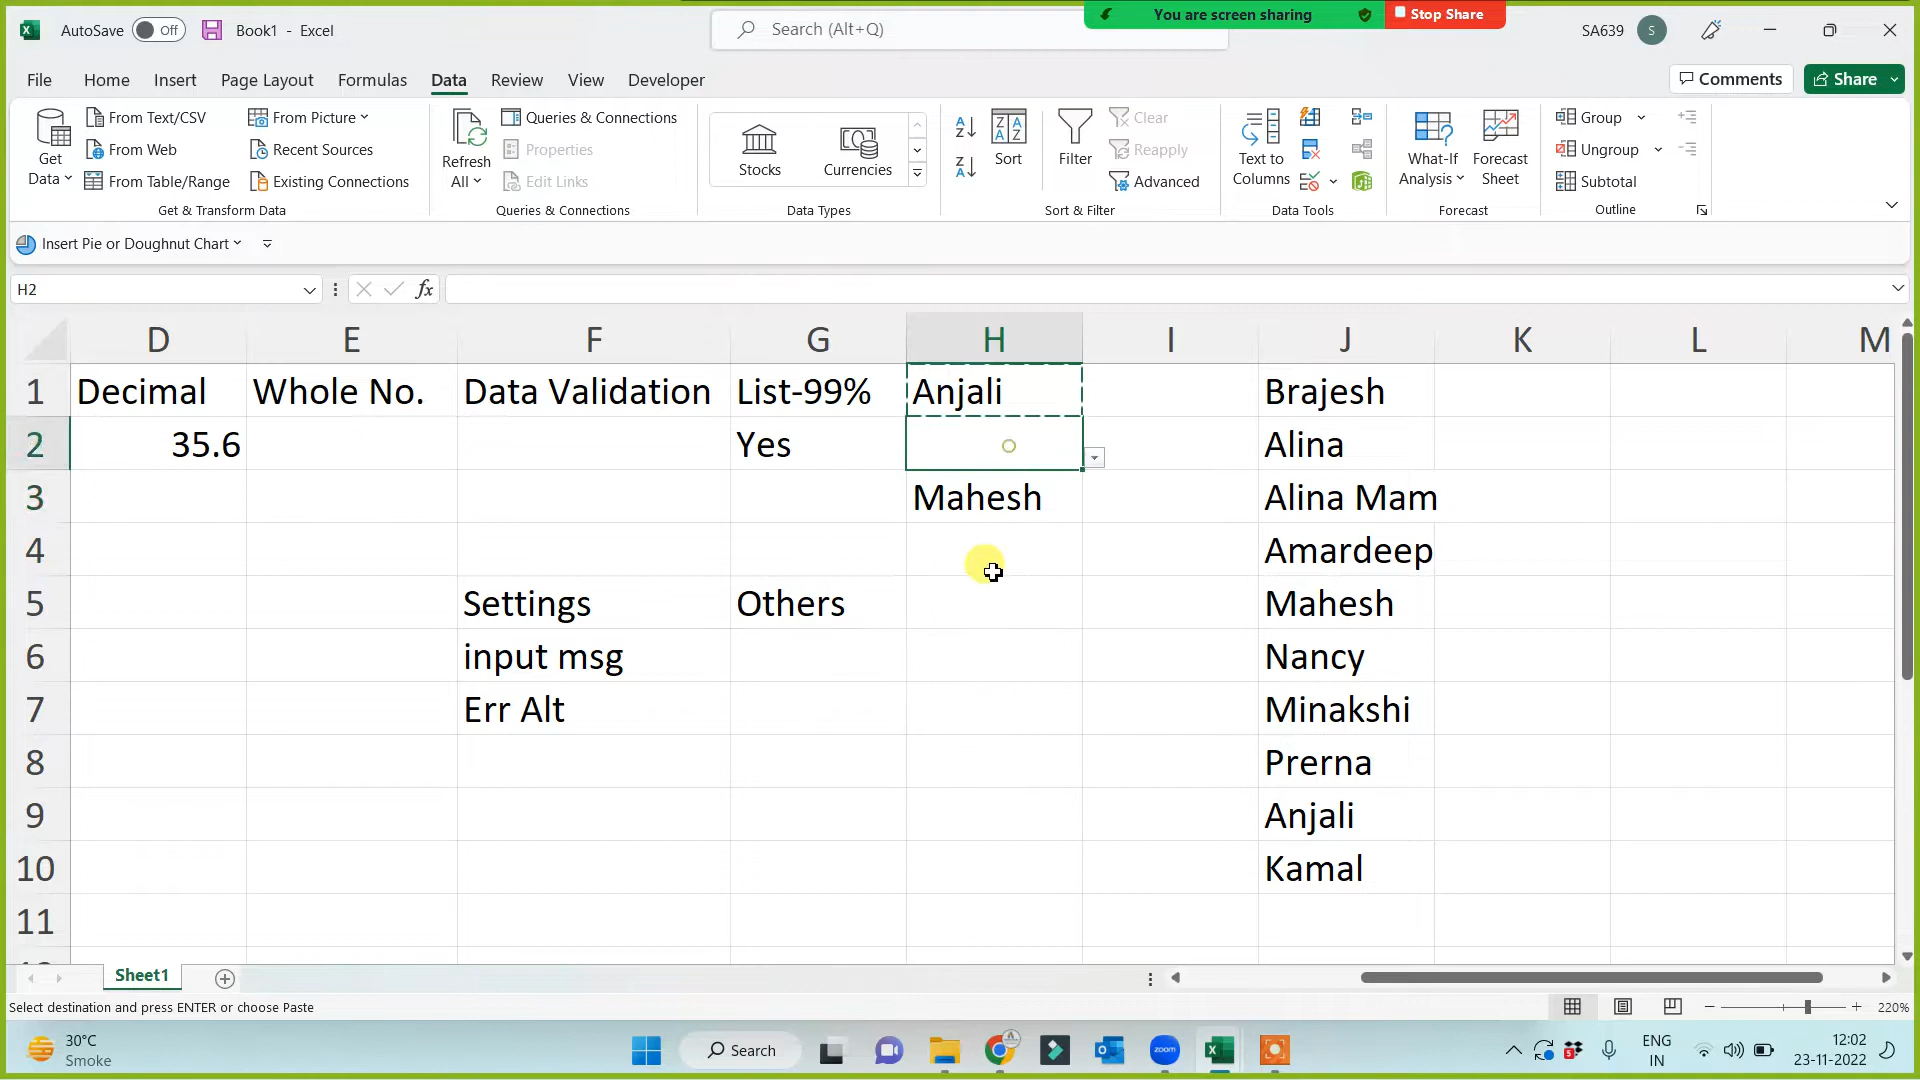 You are screen sharing
Stop Share
AutoSave Off Book1 - Excel
Search (Alt+Q)
SA639 S
File Home Insert Page Layout Formulas Data Review View Developer
Comments
Share
Get Data
From Text/CSV
From Web
From Table/Range
From Picture
Recent Sources
Existing Connections
Get & Transform Data
Refresh All
Queries & Connections
Properties
Edit Links
Queries & Connections
Stocks
Currencies
Data Types
Sort
Filter
Clear
Reapply
Advanced
Sort & Filter
Text to Columns
Data Tools
What-If Analysis
Forecast Sheet
Forecast
Group
Ungroup
Subtotal
Outline
Insert Pie or Doughnut Chart
H2
fx
D E F G H I J K L M
1 Decimal Whole No. Data Validation List-99% Anjali Brajesh
2 35.6 Yes Alina
3 Mahesh Alina Mam
4 Amardeep
5 Settings Others Mahesh
6 input msg Nancy
7 Err Alt Minakshi
8 Prerna
9 Anjali
10 Kamal
11
Sheet1
Select destination and press ENTER or choose Paste
220%
30°C
Smoke
Search
zoom
ENG
IN
12:02
23-11-2022